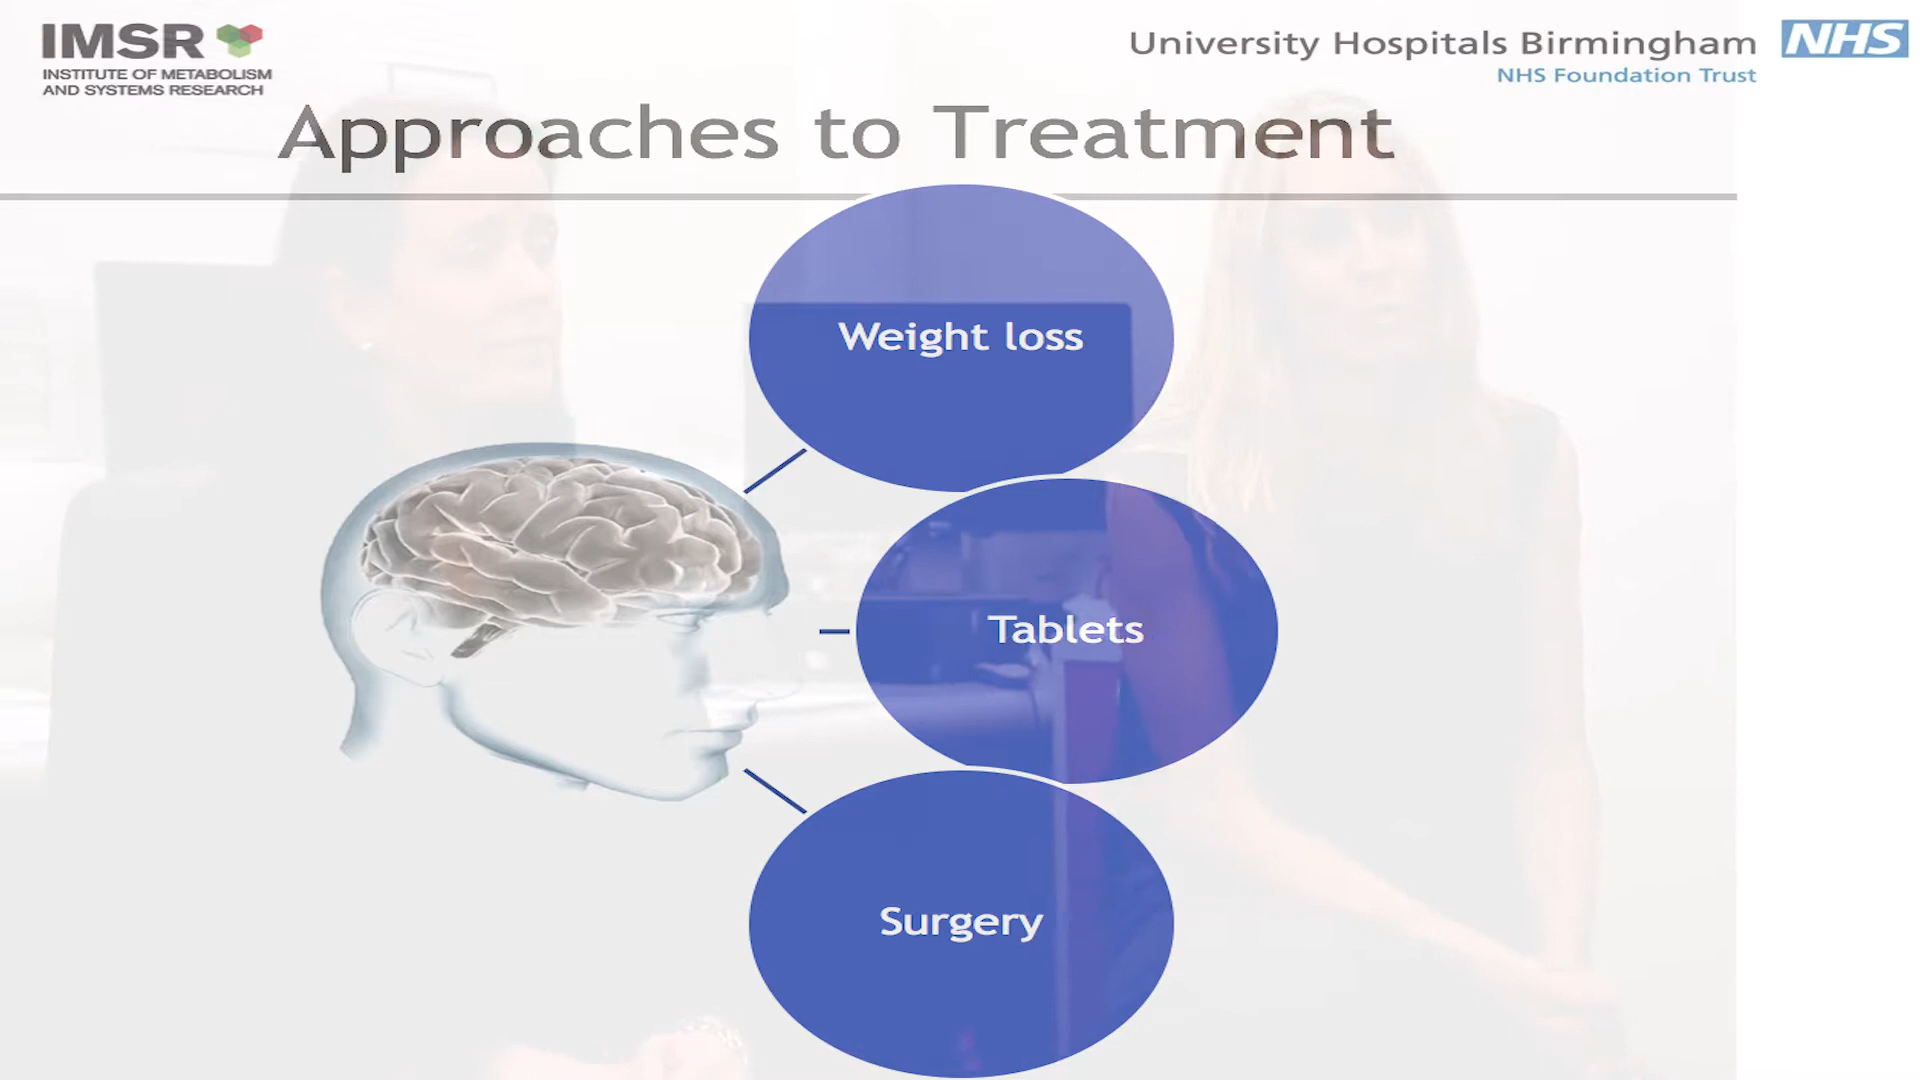 IMSR
INSTITUTE OF METABOLISM
AND SYSTEMS RESEARCH
University Hospitals Birmingham
NHS
NHS Foundation Trust
Approaches to Treatment
Weight loss
Tablets
Surgery